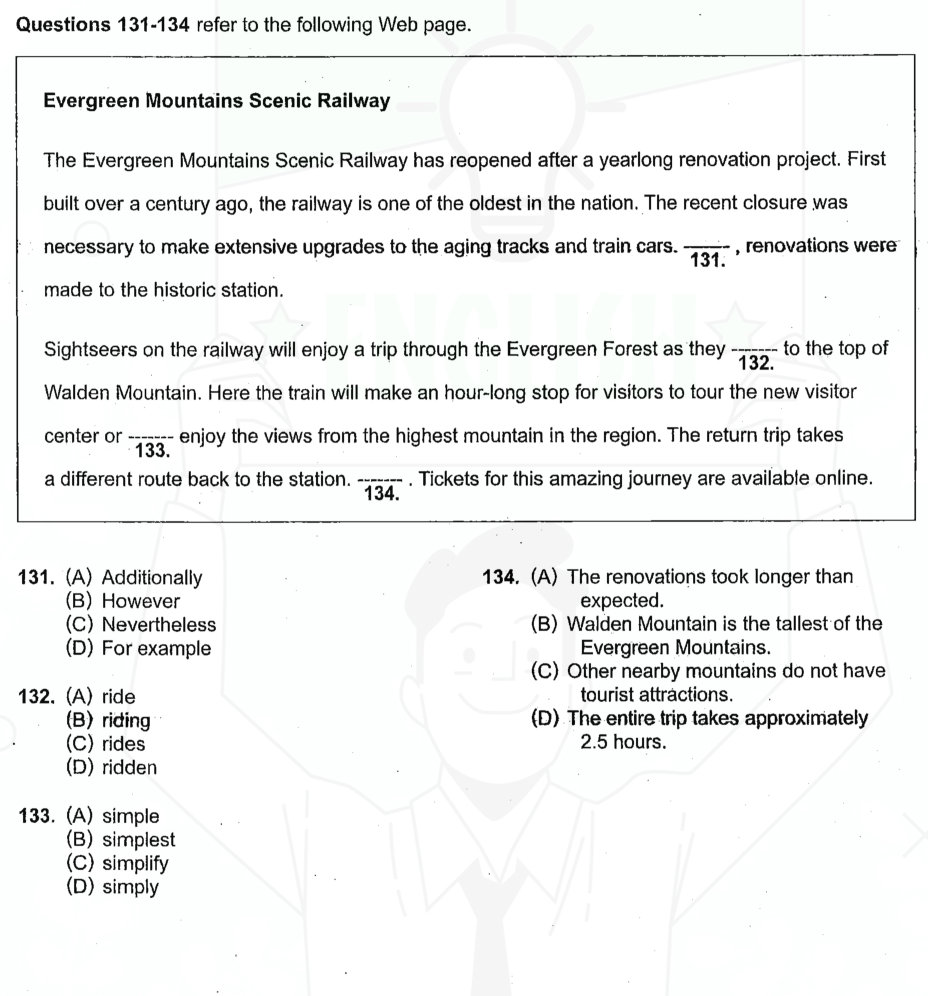 Questions 131-134 refer to the following Web page.
Evergreen Mountains Scenic Railway
The Evergreen Mountains Scenic Railway has reopened after a yearlong renovation project. First
built over a century ago, the railway is one of the oldest in the nation. The recent closure was
necessary to make extensive upgrades to the aging tracks and train cars. ------- , renovations were
131.
made to the historic station.
Sightseers on the railway will enjoy a trip through the Evergreen Forest as they ------- to the top of
132.
Walden Mountain. Here the train will make an hour-long stop for visitors to tour the new visitor
center or ------- enjoy the views from the highest mountain in the region. The return trip takes
133.
a different route back to the station. ------- . Tickets for this amazing journey are available online.
134.
131. (A) Additionally
(B) However
(C) Nevertheless
(D) For example
132. (A) ride
(B) riding
(C) rides
(D) ridden
133. (A) simple
(B) simplest
(C) simplify
(D) simply
134. (A) The renovations took longer than
expected.
(B) Walden Mountain is the tallest of the
Evergreen Mountains.
(C) Other nearby mountains do not have
tourist attractions.
(D) The entire trip takes approximately
2.5 hours.
ENGLISH